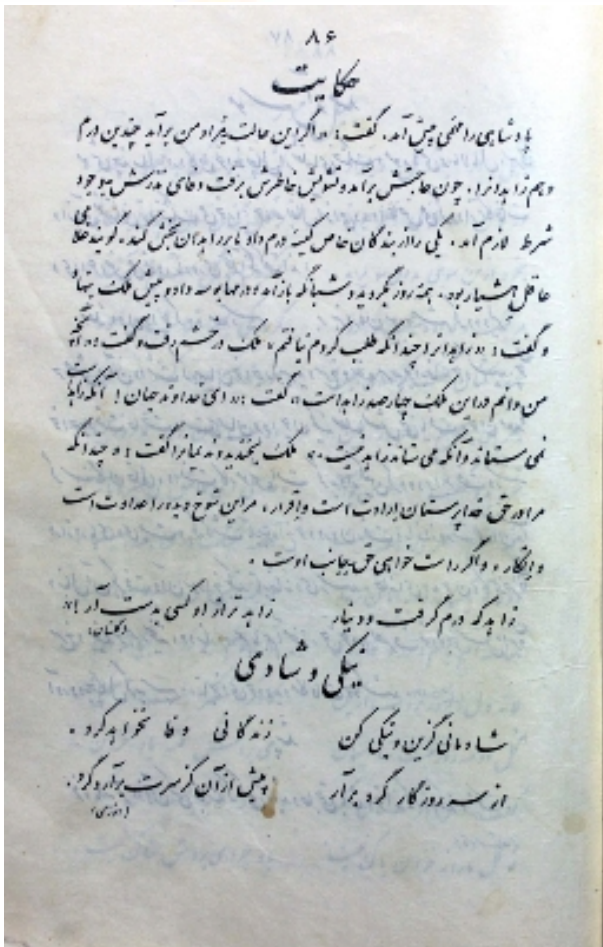 ۸۶
حکایت
پادشاهی را مهمی پیش آمد. گفت: «اگر این حالت بمراد من برآید چندین درم
دهم زاهدانرا. چون حاجتش برآمد و تشویش خاطرش برفت وفای نذرش بوجود
شرط لازم آمد. یکی را از بندگان خاص کیسه درم داد تا بر زاهدان بخش کند. گویند غلامی
عاقل هشیار بود. همه روز بگردید و شبانگه بازآمد و درمها بوسه داد و پیش ملک بنهاد
و گفت: «زاهدانرا چندانکه طلب کردم نیافتم» ملک در خشم رفت و گفت: «آنچه
من دانم در این ملک چهارصد زاهد است» گفت: «ای خداوند جهان! آنکه زاهد است
نمی ستاند و آنکه می ستاند زاهد نیست.» ملک بخندید و ندیمانرا گفت: «چندانکه
مرا در حق خداپرستان ارادت است و اقرار، مر این شوخ دیده را عداوت است
و انکار، و اگر راست خواهی حق بجانب اوست.
زاهد که درم گرفت و دینار زاهدتر از او کسی بدست آر!»
(گلستان)
نیکی و شادی
شادمانی گزین و نیکی کن زندگانی وفا نخواهد کرد.
از سر روزگار گرد برآر پیش از آن کز سرت برآرد گرد.
(انوری)